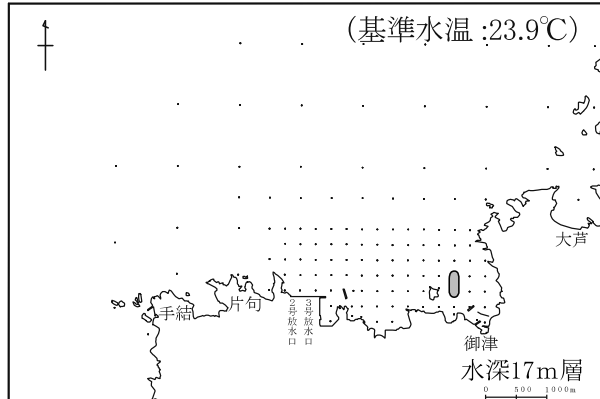 （基準水温 :23.9℃）
大芦
手結
片句
2号放水口
3号放水口
御津
水深17m層
0 500 1000m